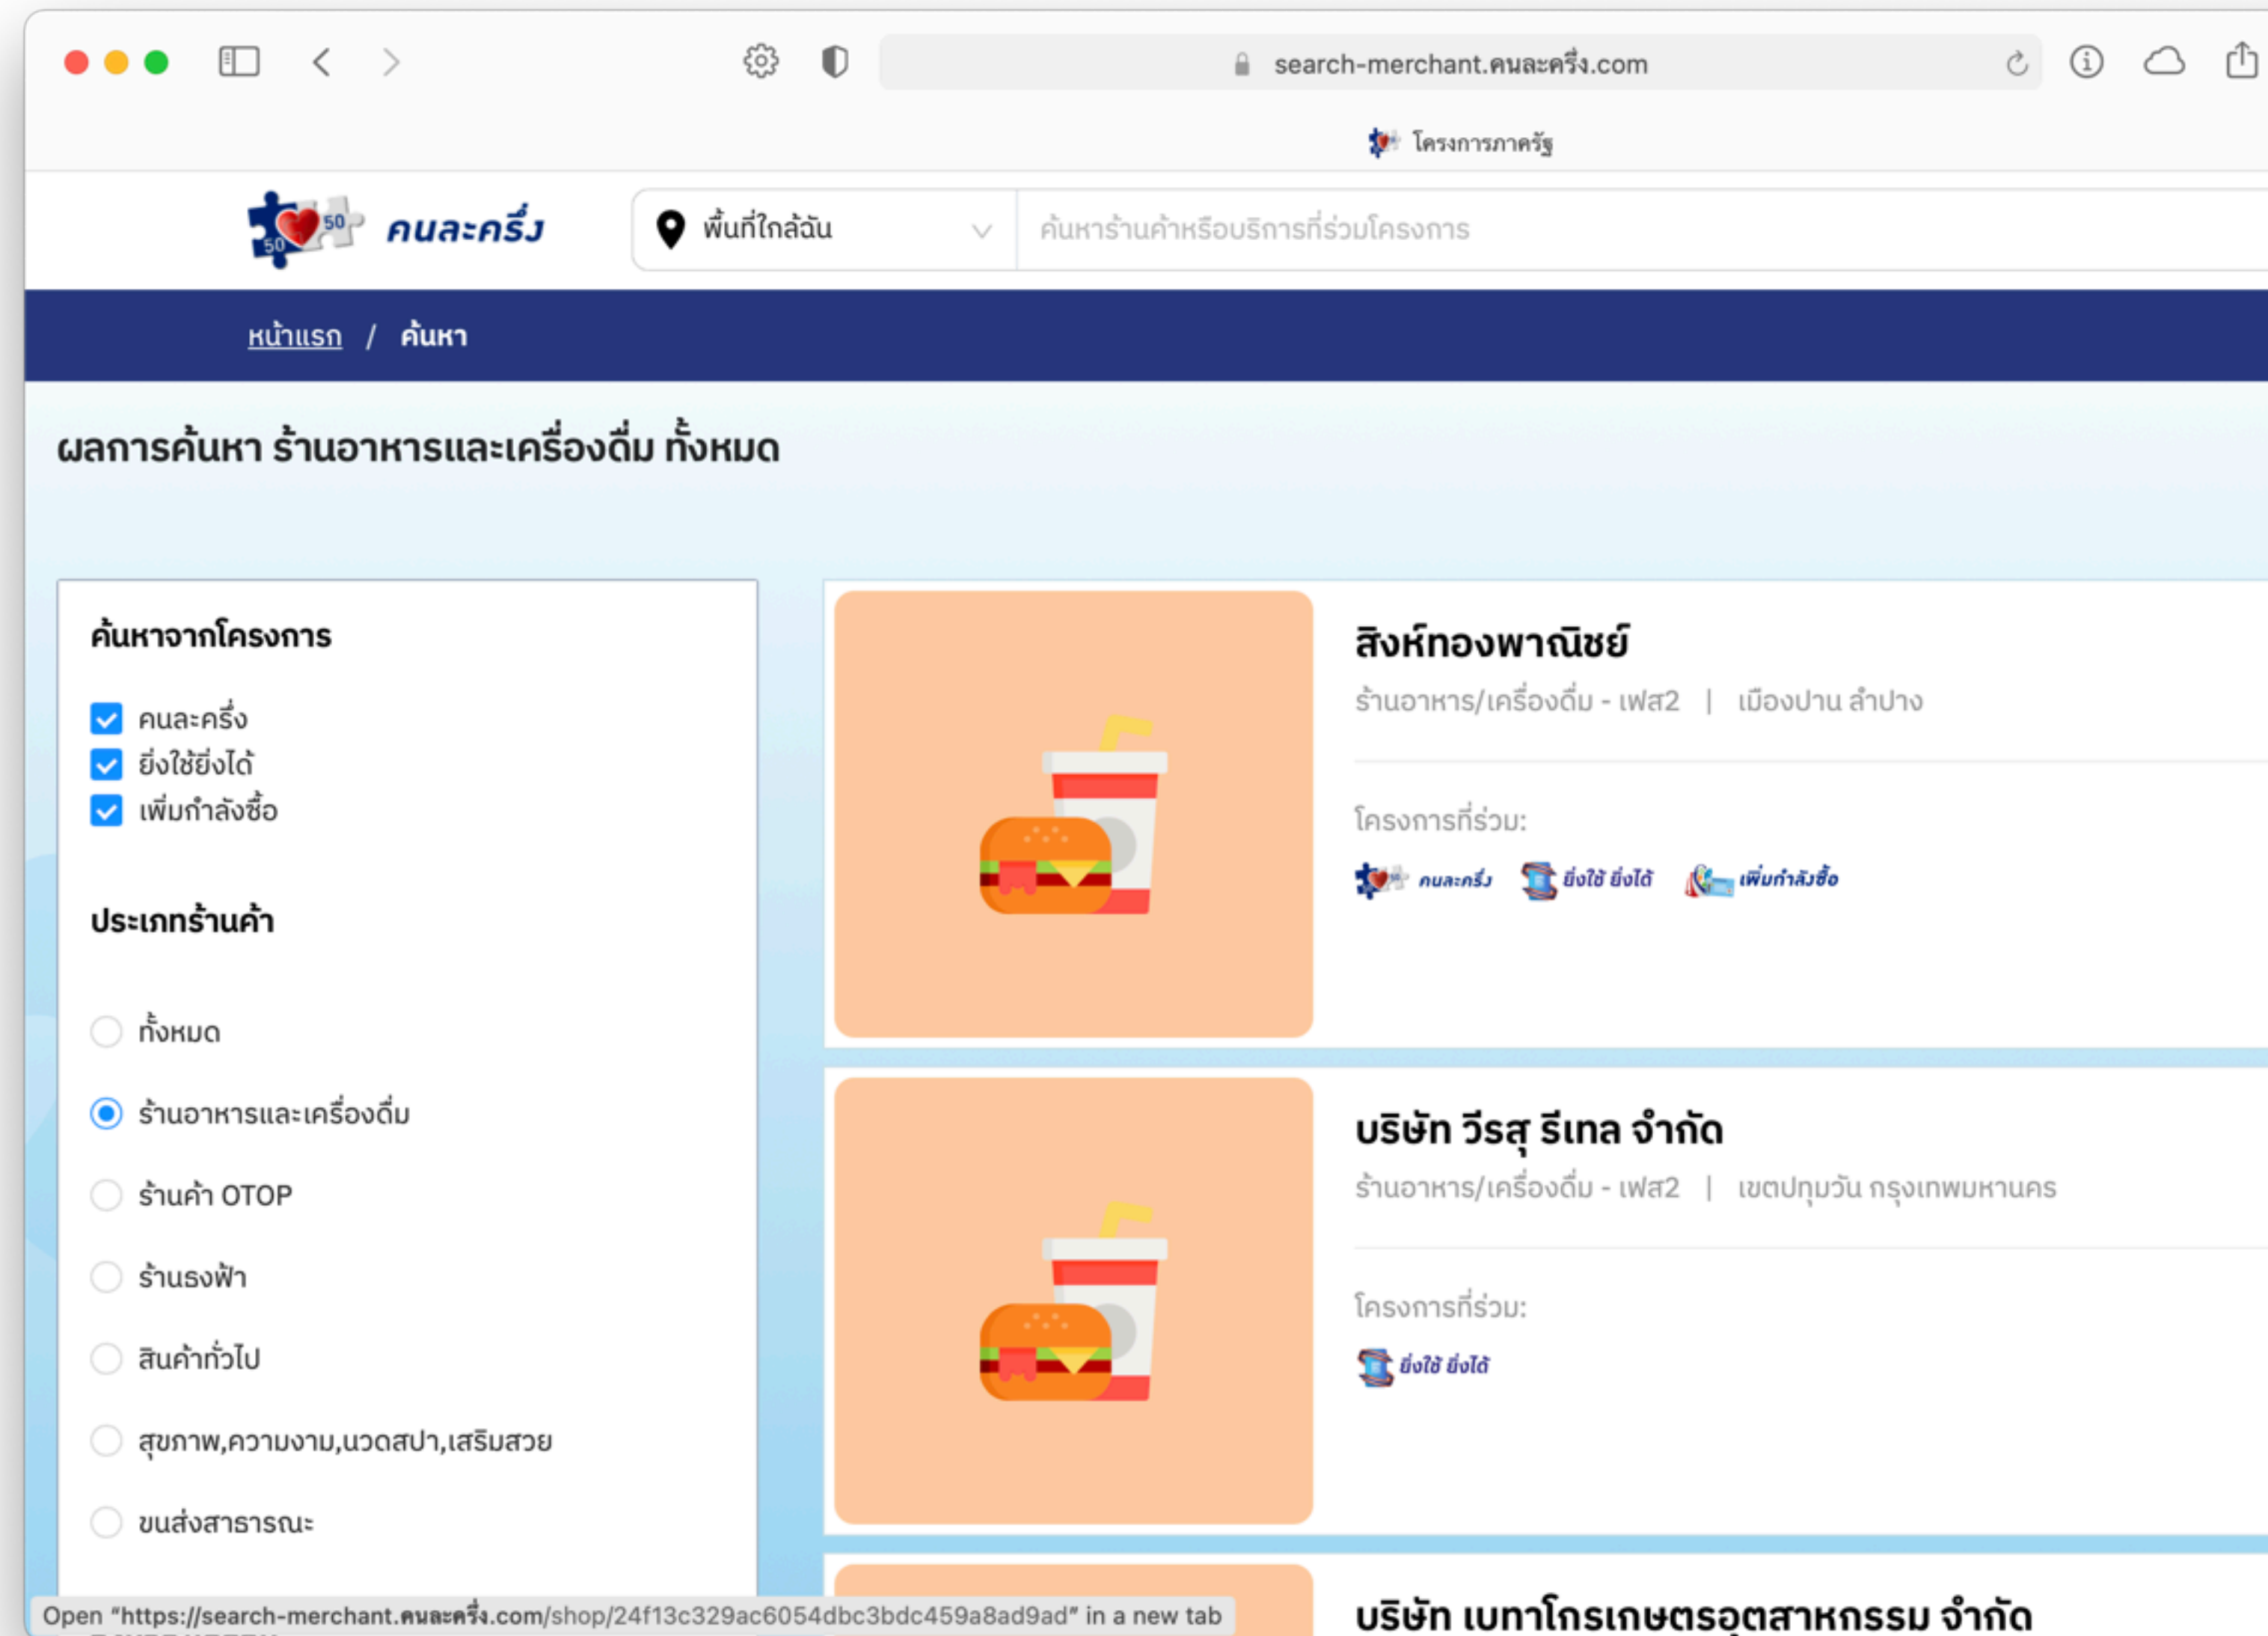 search-merchant.คนละครึ่ง.com
โครงการภาครัฐ
50 50 คนละครึ่ง
พื้นที่ใกล้ฉัน
ค้นหาร้านค้าหรือบริการที่ร่วมโครงการ
หน้าแรก / ค้นหา
ผลการค้นหา ร้านอาหารและเครื่องดื่ม ทั้งหมด
ค้นหาจากโครงการ
คนละครึ่ง
ยิ่งใช้ยิ่งได้
เพิ่มกำลังซื้อ
ประเภทร้านค้า
ทั้งหมด
ร้านอาหารและเครื่องดื่ม
ร้านค้า OTOP
ร้านธงฟ้า
สินค้าทั่วไป
สุขภาพ,ความงาม,นวดสปา,เสริมสวย
ขนส่งสาธารณะ
สิงห์ทองพาณิชย์
ร้านอาหาร/เครื่องดื่ม - เฟส2 | เมืองปาน ลำปาง
โครงการที่ร่วม:
คนละครึ่ง ยิ่งใช้ ยิ่งได้ เพิ่มกำลังซื้อ
บริษัท วีรสุ รีเทล จำกัด
ร้านอาหาร/เครื่องดื่ม - เฟส2 | เขตปทุมวัน กรุงเทพมหานคร
โครงการที่ร่วม:
ยิ่งใช้ ยิ่งได้
บริษัท เบทาโกรเกษตรอุตสาหกรรม จำกัด
Open “https://search-merchant.คนละครึ่ง.com/shop/24f13c329ac6054dbc3bdc459a8ad9ad” in a new tab